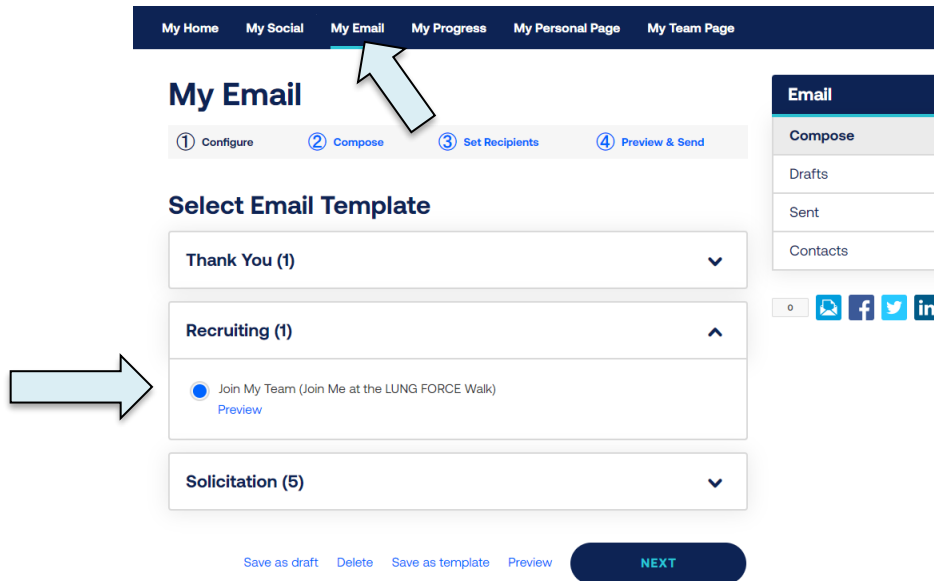 My Home My Social My Email My Progress My Personal Page My Team Page
My Email
1 Configure 2 Compose 3 Set Recipients 4 Preview & Send
Select Email Template
Thank You (1)
Recruiting (1)
Join My Team (Join Me at the LUNG FORCE Walk)
Preview
Solicitation (5)
Save as draft Delete Save as template Preview NEXT
Email
Compose
Drafts
Sent
Contacts
0 f in